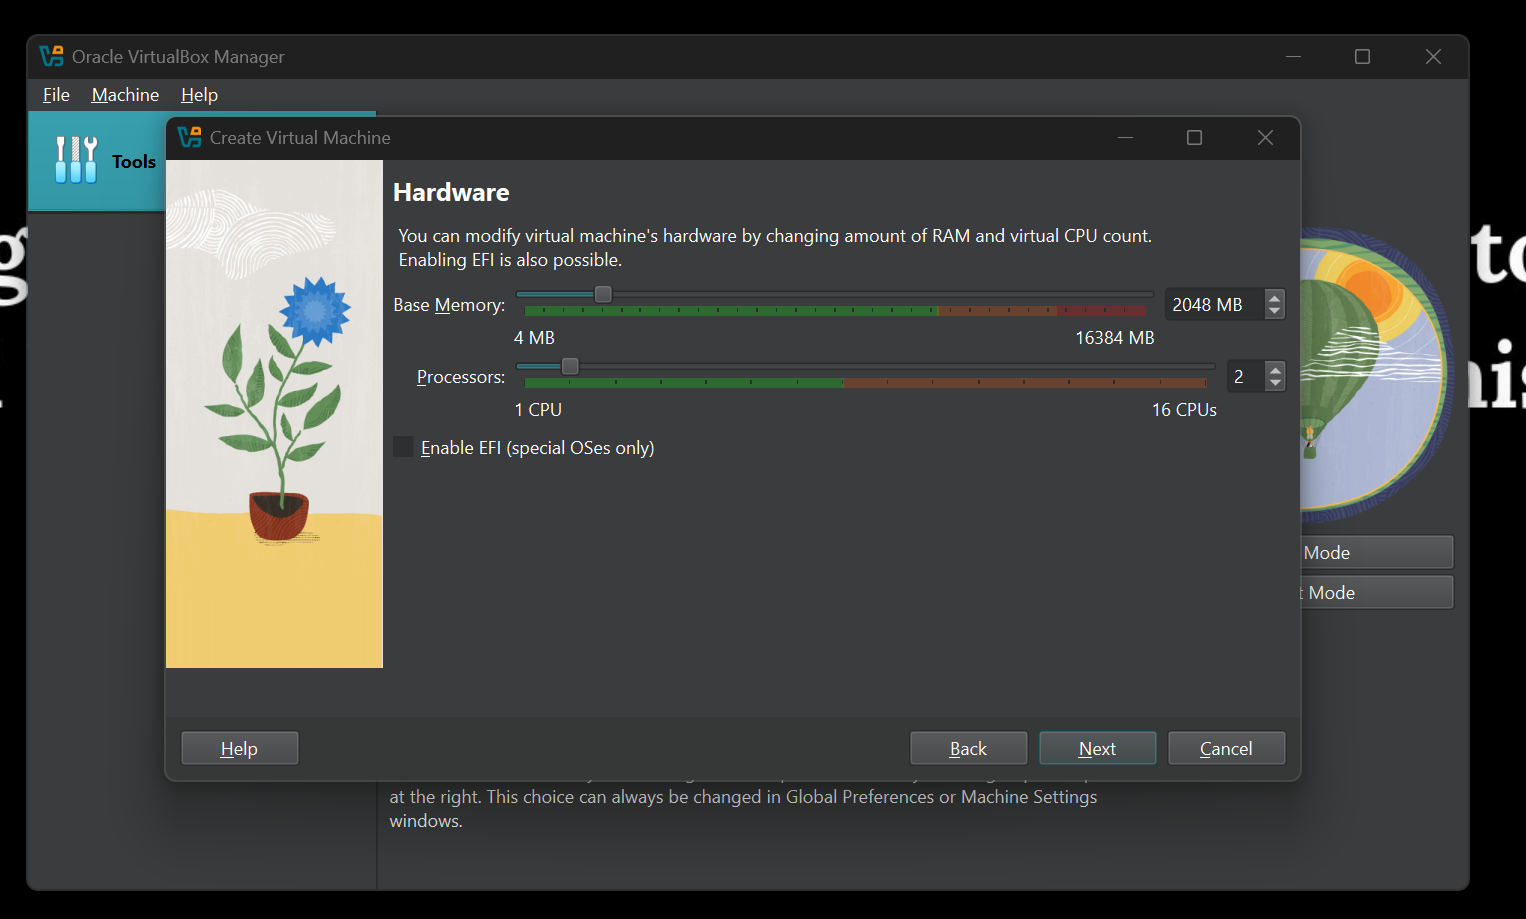 Oracle VirtualBox Manager
File Machine Help
Create Virtual Machine
Tools
Hardware
You can modify virtual machine's hardware by changing amount of RAM and virtual CPU count.
Enabling EFI is also possible.
Base Memory:
2048 MB
4 MB
16384 MB
Processors:
2
1 CPU
16 CPUs
Enable EFI (special OSes only)
Mode
Mode
Help
Back
Next
Cancel
at the right. This choice can always be changed in Global Preferences or Machine Settings
windows.